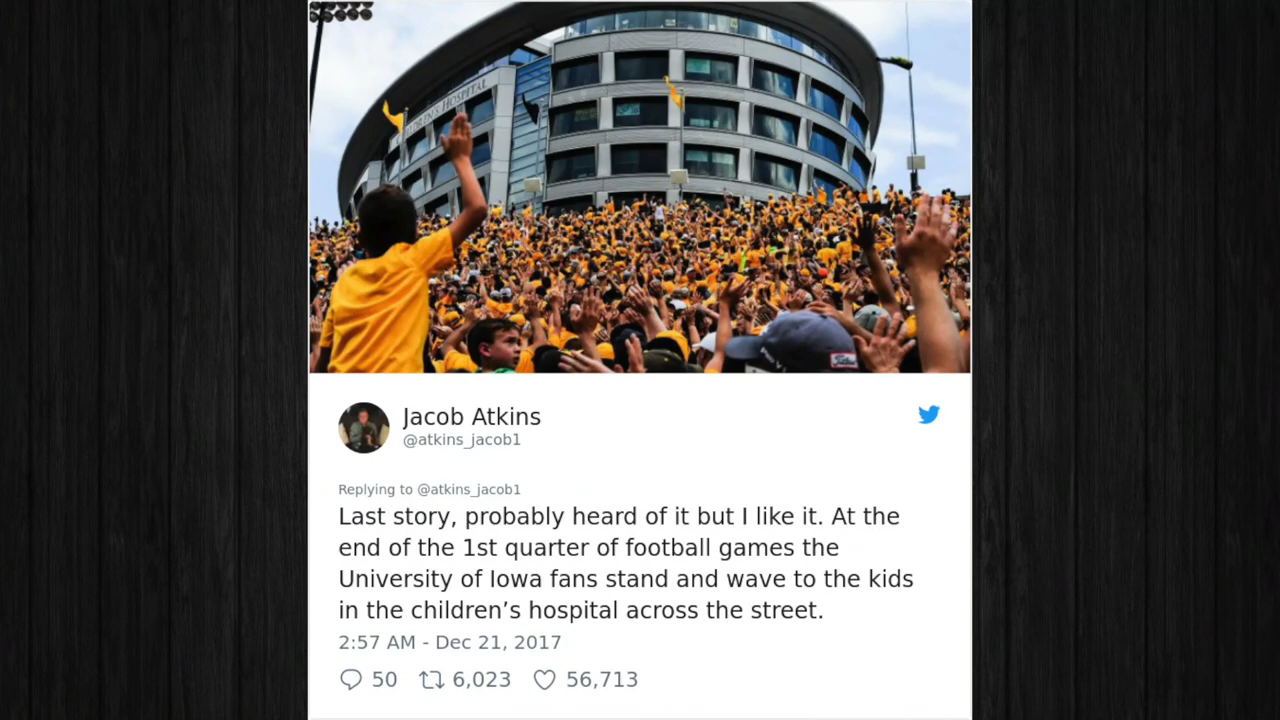 HOSPITAL
Jacob Atkins
@atkins_jacob1
Replying to @atkins_jacob1
Last story, probably heard of it but I like it. At the
end of the 1st quarter of football games the
University of Iowa fans stand and wave to the kids
in the children’s hospital across the street.
2:57 AM - Dec 21, 2017
50 6,023 56,713